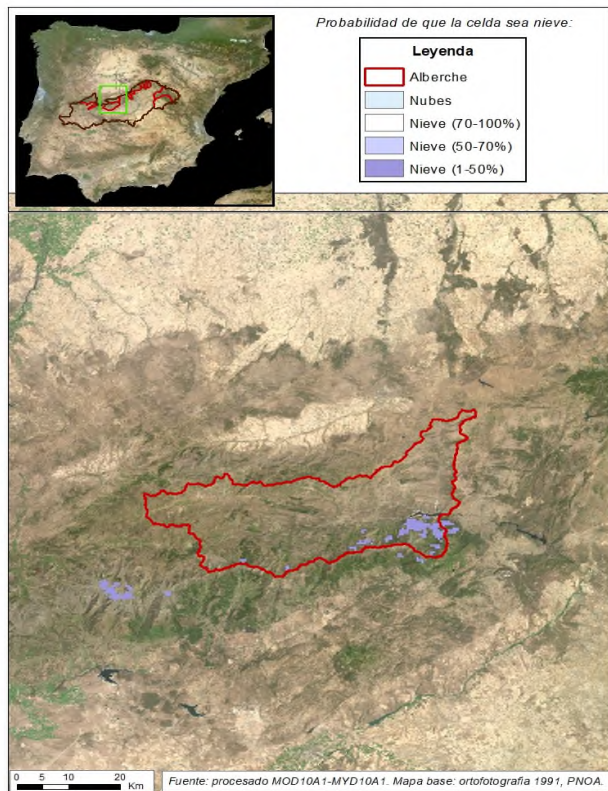 Probabilidad de que la celda sea nieve:
Leyenda
Alberche
Nubes
Nieve (70-100%)
Nieve (50-70%)
Nieve (1-50%)
0 5 10 20
Km
Fuente: procesado MOD10A1-MYD10A1. Mapa base: ortofotografia 1991, PNOA.